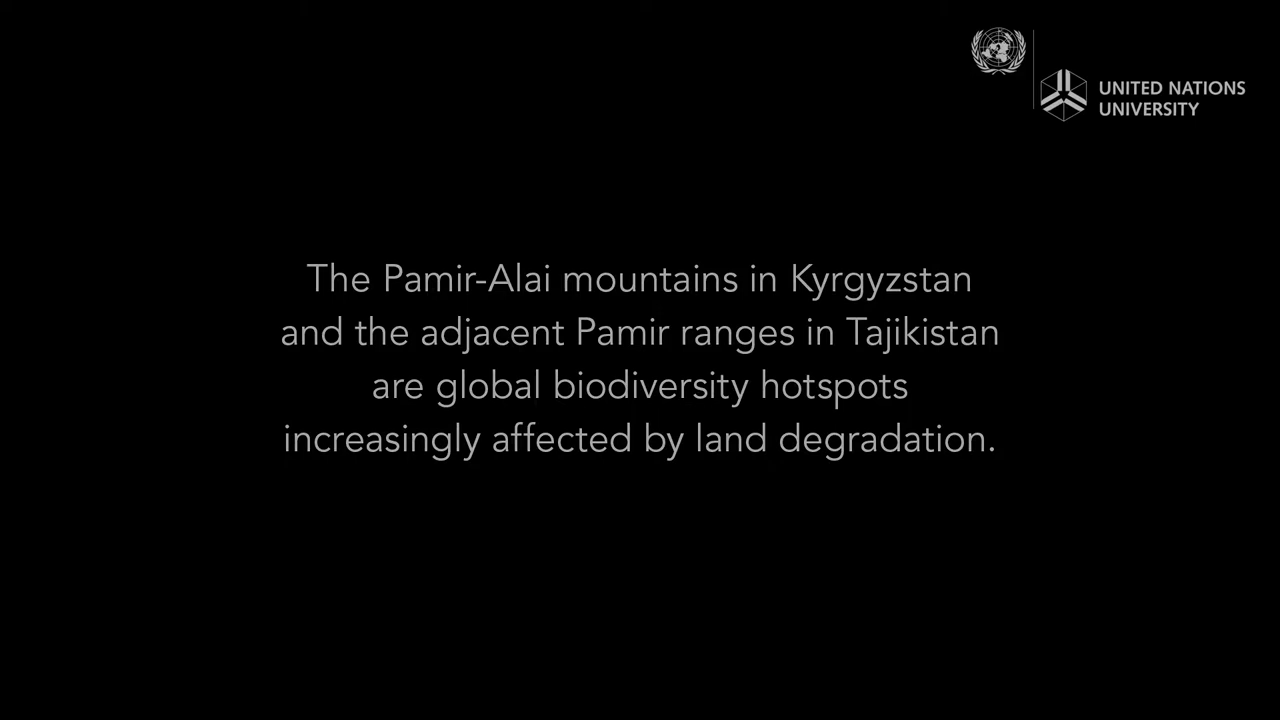 UNITED NATIONS
UNIVERSITY
The Pamir-Alai mountains in Kyrgyzstan
and the adjacent Pamir ranges in Tajikistan
are global biodiversity hotspots
increasingly affected by land degradation.